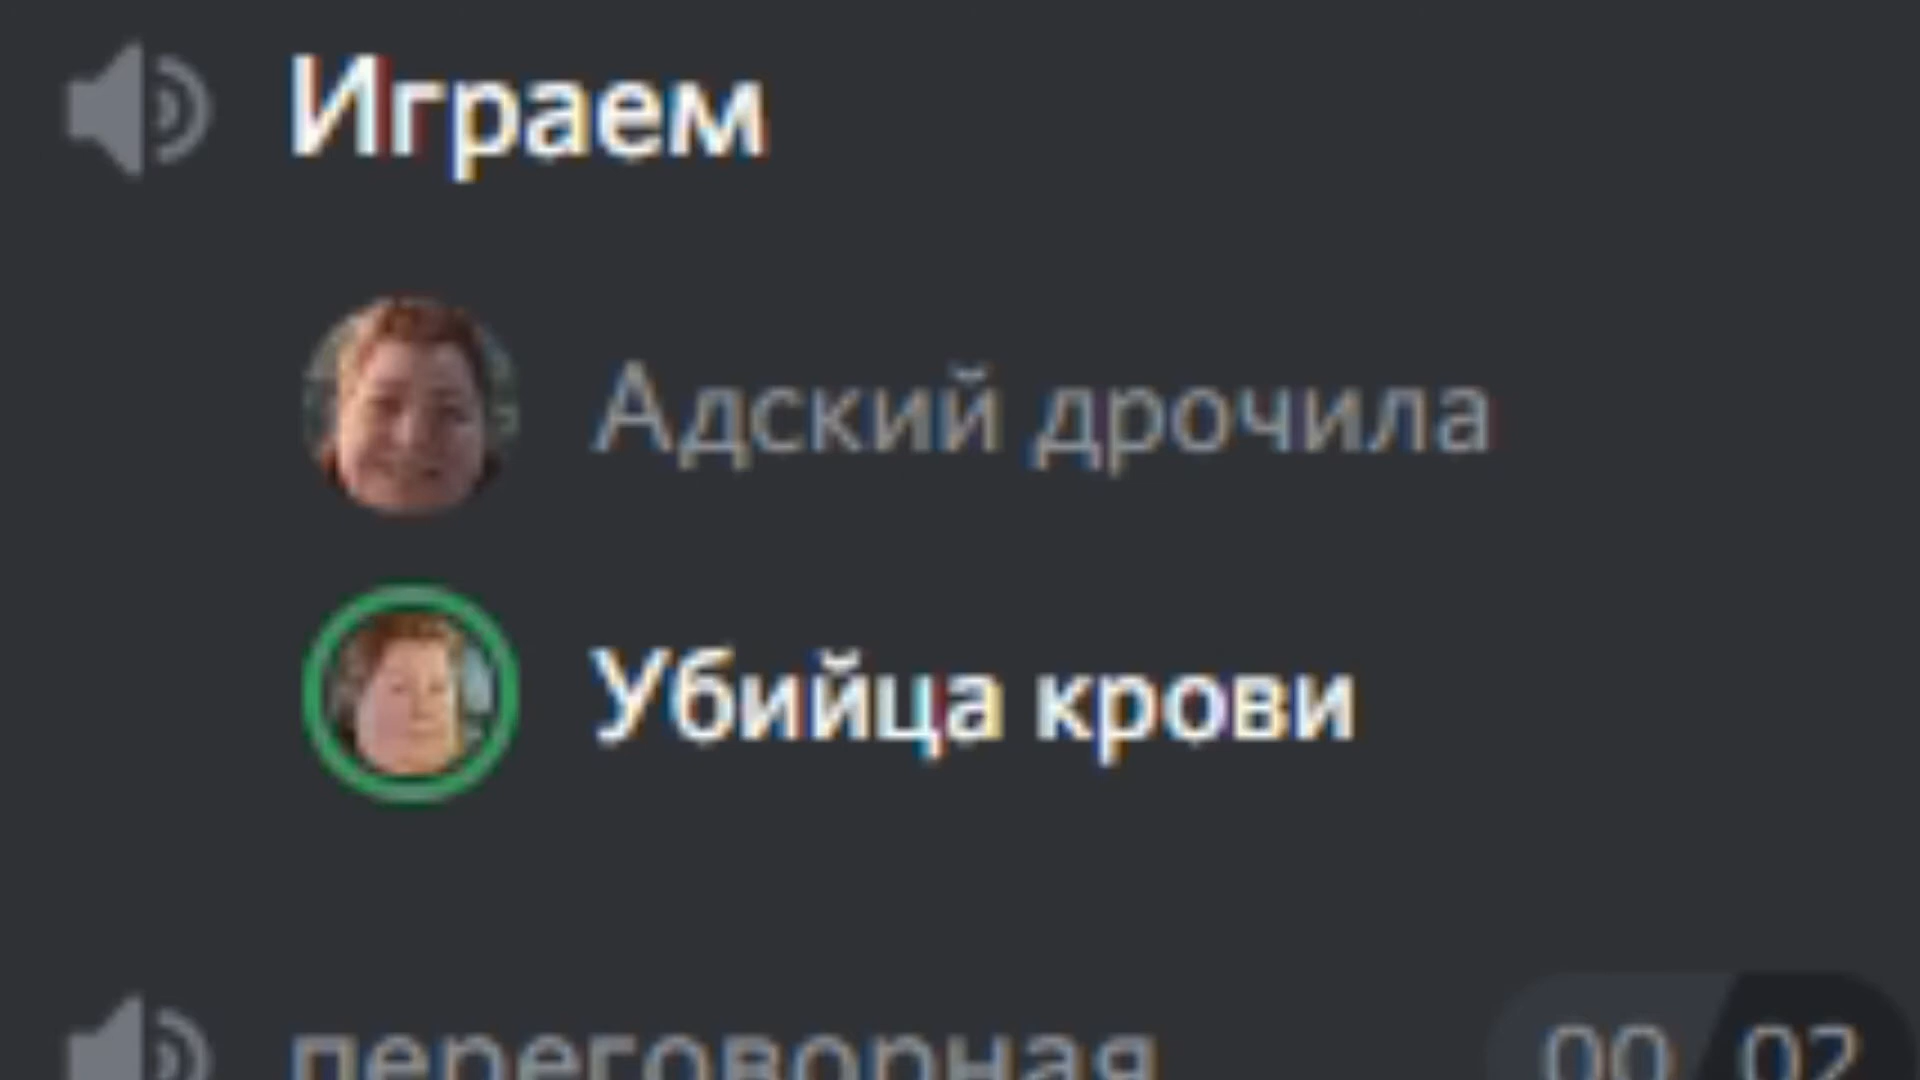 Играем
Адский дрочила
Убийца крови
переговорная
00 02